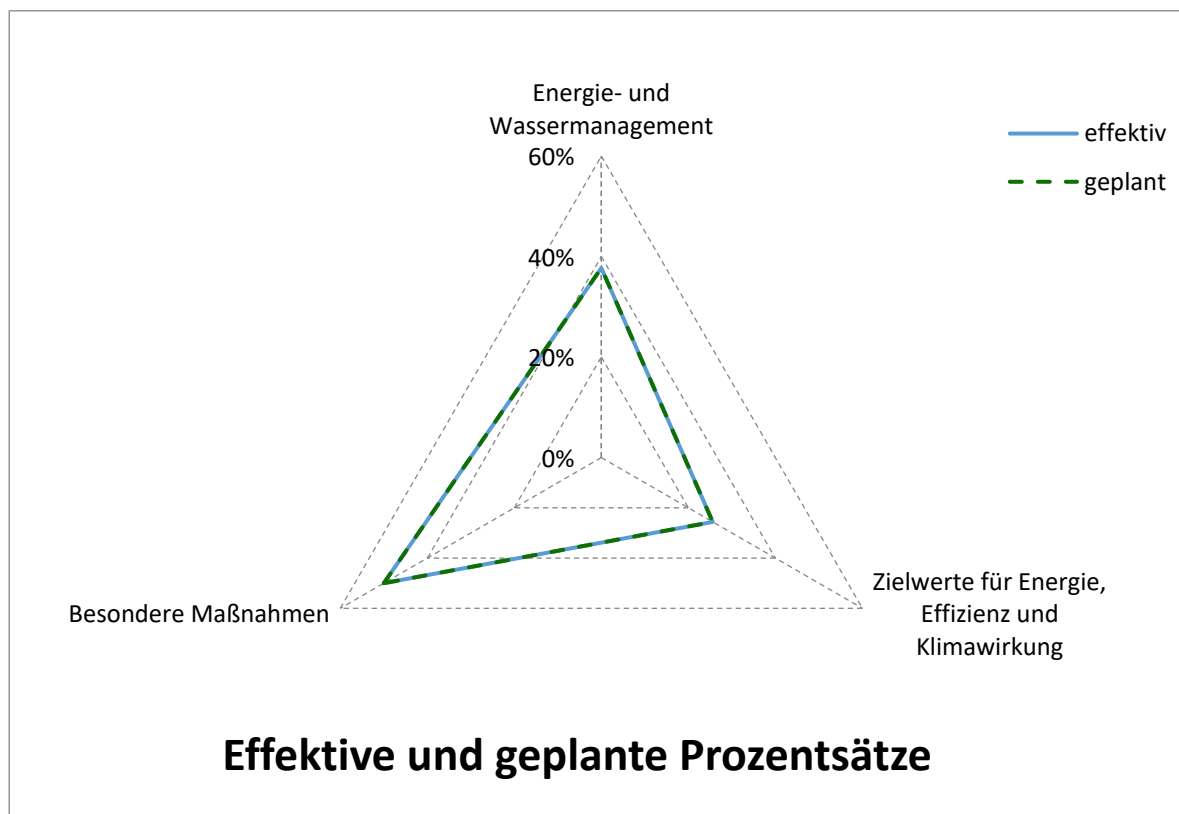 Energie- und
Wassermanagement
60%
40%
20%
0%
effektiv
geplant
Zielwerte für Energie,
Effizienz und
Klimawirkung
Besondere Maßnahmen
Effektive und geplante Prozentsätze